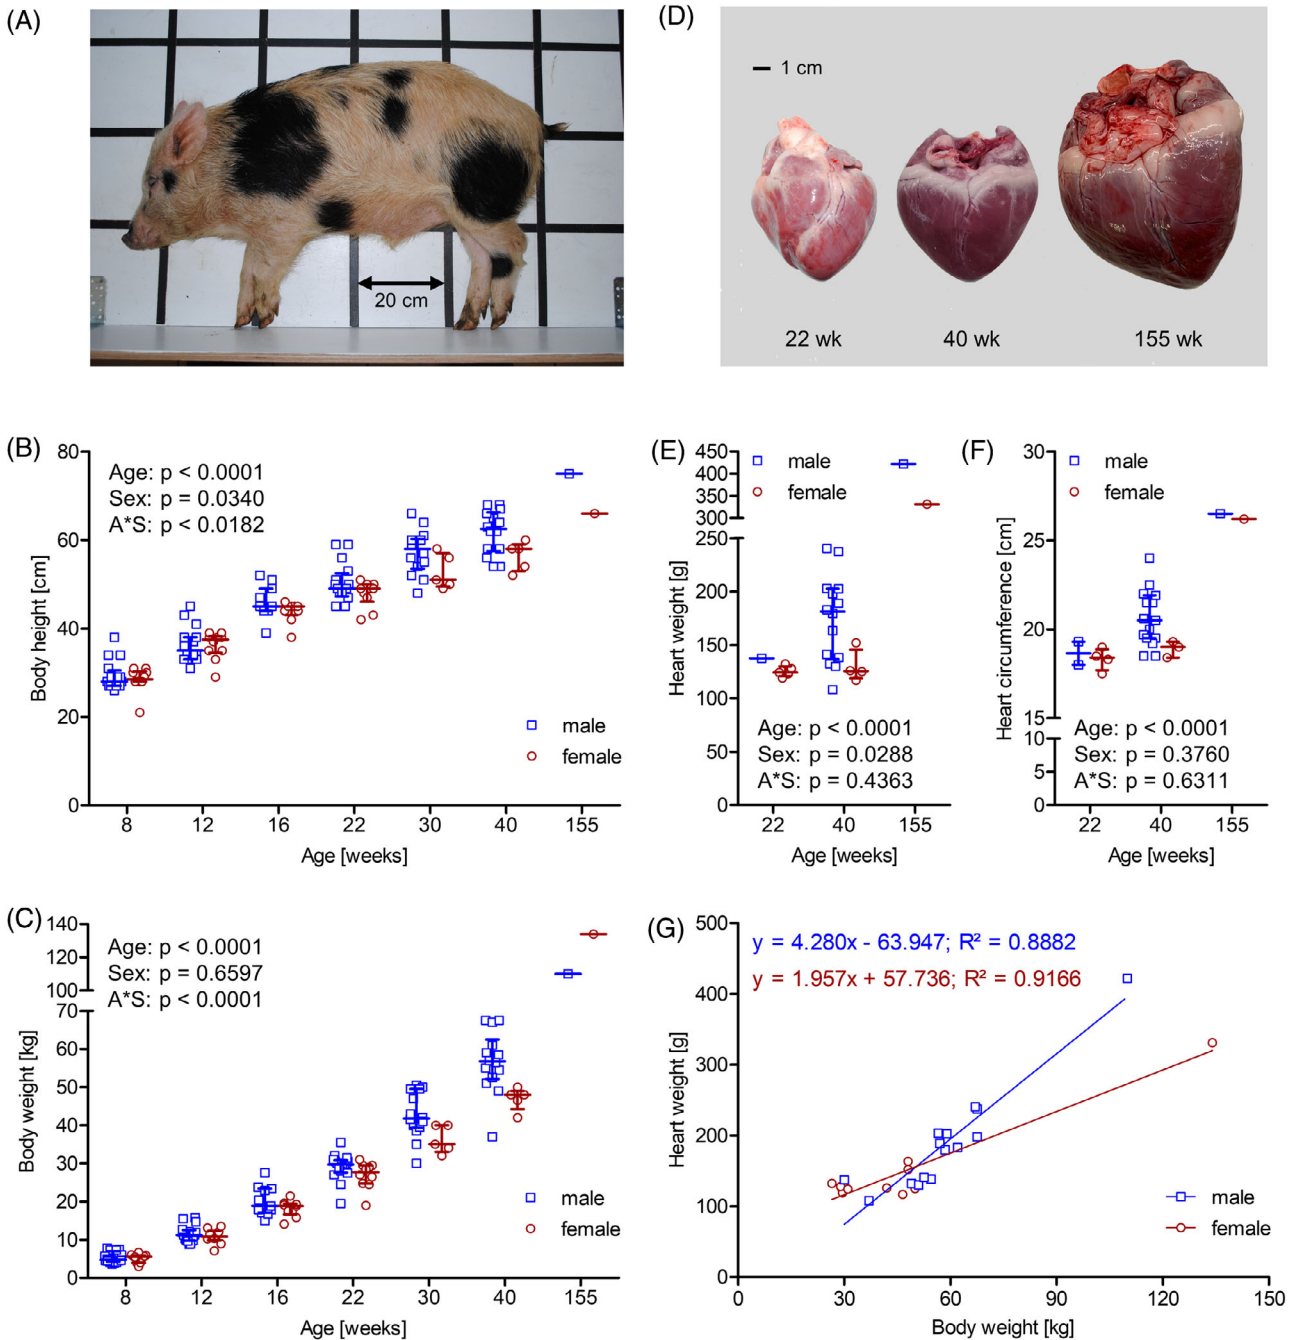 (A)
20 cm
(D)
1 cm
22 wk
40 wk
155 wk
(B)
80
60
40
20
0
Body height [cm]
Age: p < 0.0001
Sex: p = 0.0340
A*S: p < 0.0182
male
female
8
12
16
22
30
40
155
Age [weeks]
(E)
450
400
350
300
250
200
150
100
50
0
Heart weight [g]
male
female
Age: p < 0.0001
Sex: p = 0.0288
A*S: p = 0.4363
22
40
155
Age [weeks]
(F)
30
25
20
15
10
5
0
Heart circumference [cm]
male
female
Age: p < 0.0001
Sex: p = 0.3760
A*S: p = 0.6311
22
40
155
Age [weeks]
(C)
140
120
100
70
60
50
40
30
20
10
0
Body weight [kg]
Age: p < 0.0001
Sex: p = 0.6597
A*S: p < 0.0001
male
female
8
12
16
22
30
40
155
Age [weeks]
(G)
500
400
300
200
100
0
Heart weight [g]
y = 4.280x - 63.947; R² = 0.8882
y = 1.957x + 57.736; R² = 0.9166
male
female
0
30
60
90
120
150
Body weight [kg]